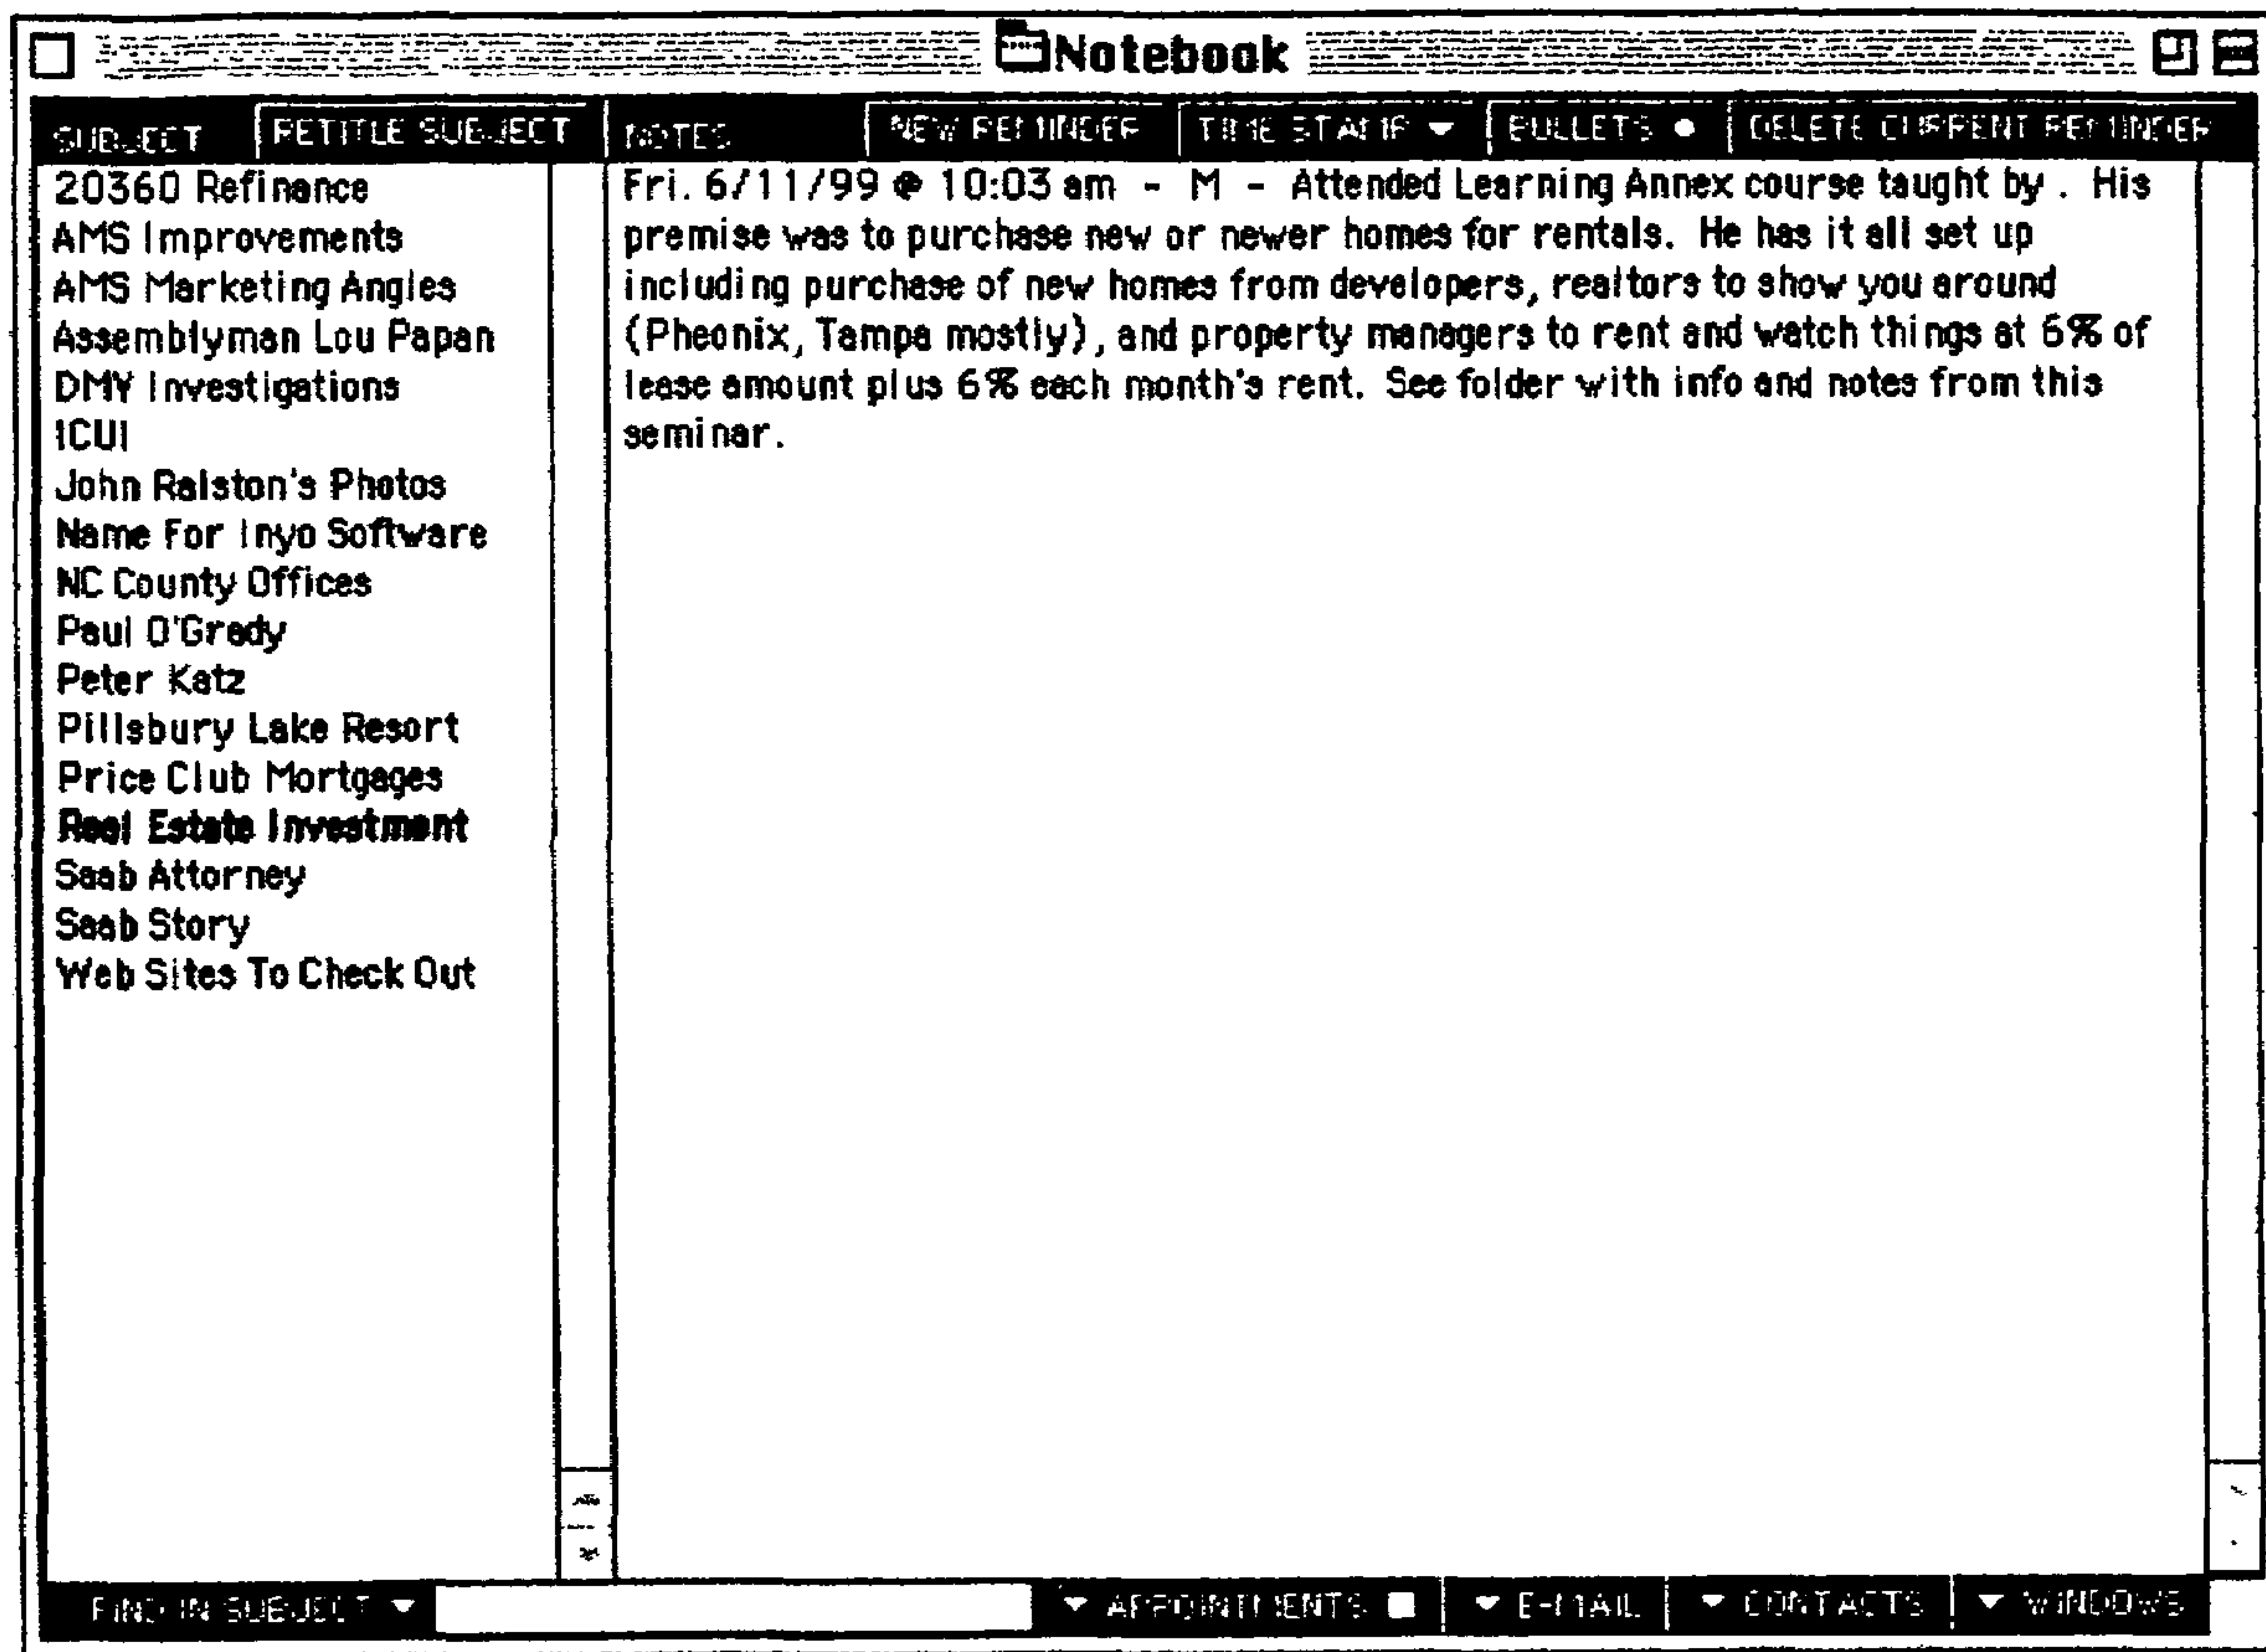 Notebook
SUBJECT RETITLE SUBJECT NOTES NEW REMINDER TIME STAMP BULLETS DELETE CURRENT REMINDER
20360 Refinance
AMS Improvements
AMS Marketing Angles
Assemblyman Lou Papan
DMV Investigations
ICUI
John Ralston's Photos
Name For Inyo Software
NC County Offices
Paul O'Grady
Peter Katz
Pillsbury Lake Resort
Price Club Mortgages
Real Estate Investment
Saab Attorney
Saab Story
Web Sites To Check Out
Fri. 6/11/99 @ 10:03 am - M - Attended Learning Annex course taught by . His
premise was to purchase new or newer homes for rentals. He has it all set up
including purchase of new homes from developers, realtors to show you around
(Pheonix, Tampa mostly), and property managers to rent and watch things at 6% of
lease amount plus 6% each month's rent. See folder with info and notes from this
seminar.
FIND IN SUBJECT APPOINTMENTS E-MAIL CONTACTS WINDOWS